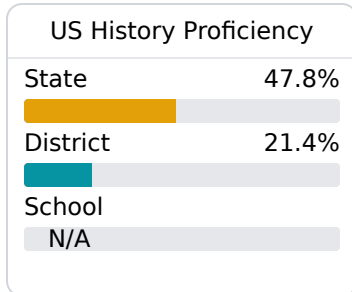 US History Proficiency
State 47.8%
District 21.4%
School
N/A